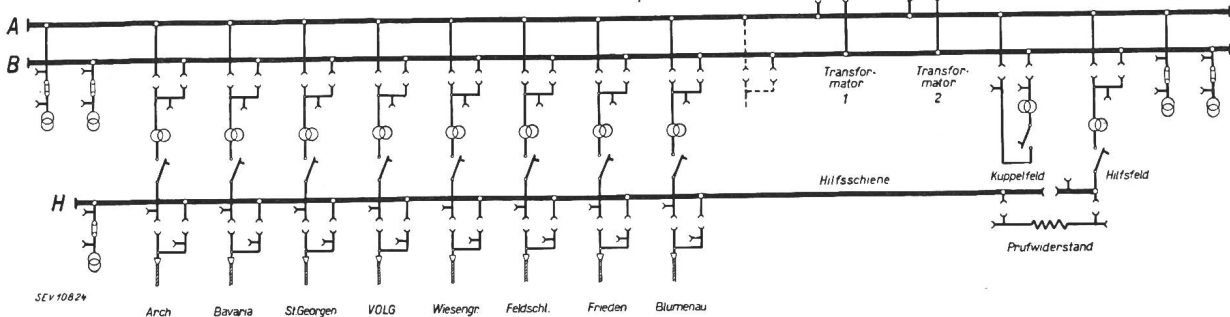 A
B
Transfor-
mator
1
Transfor-
mator
2
Kuppelfeld
Hilfsfeld
Hilfsschiene
H
Prüfwiderstand
SEV 10824
Arch
Bavaria
St.Georgen
VOLG
Wiesengr.
Feldschl.
Frieden
Blumenau